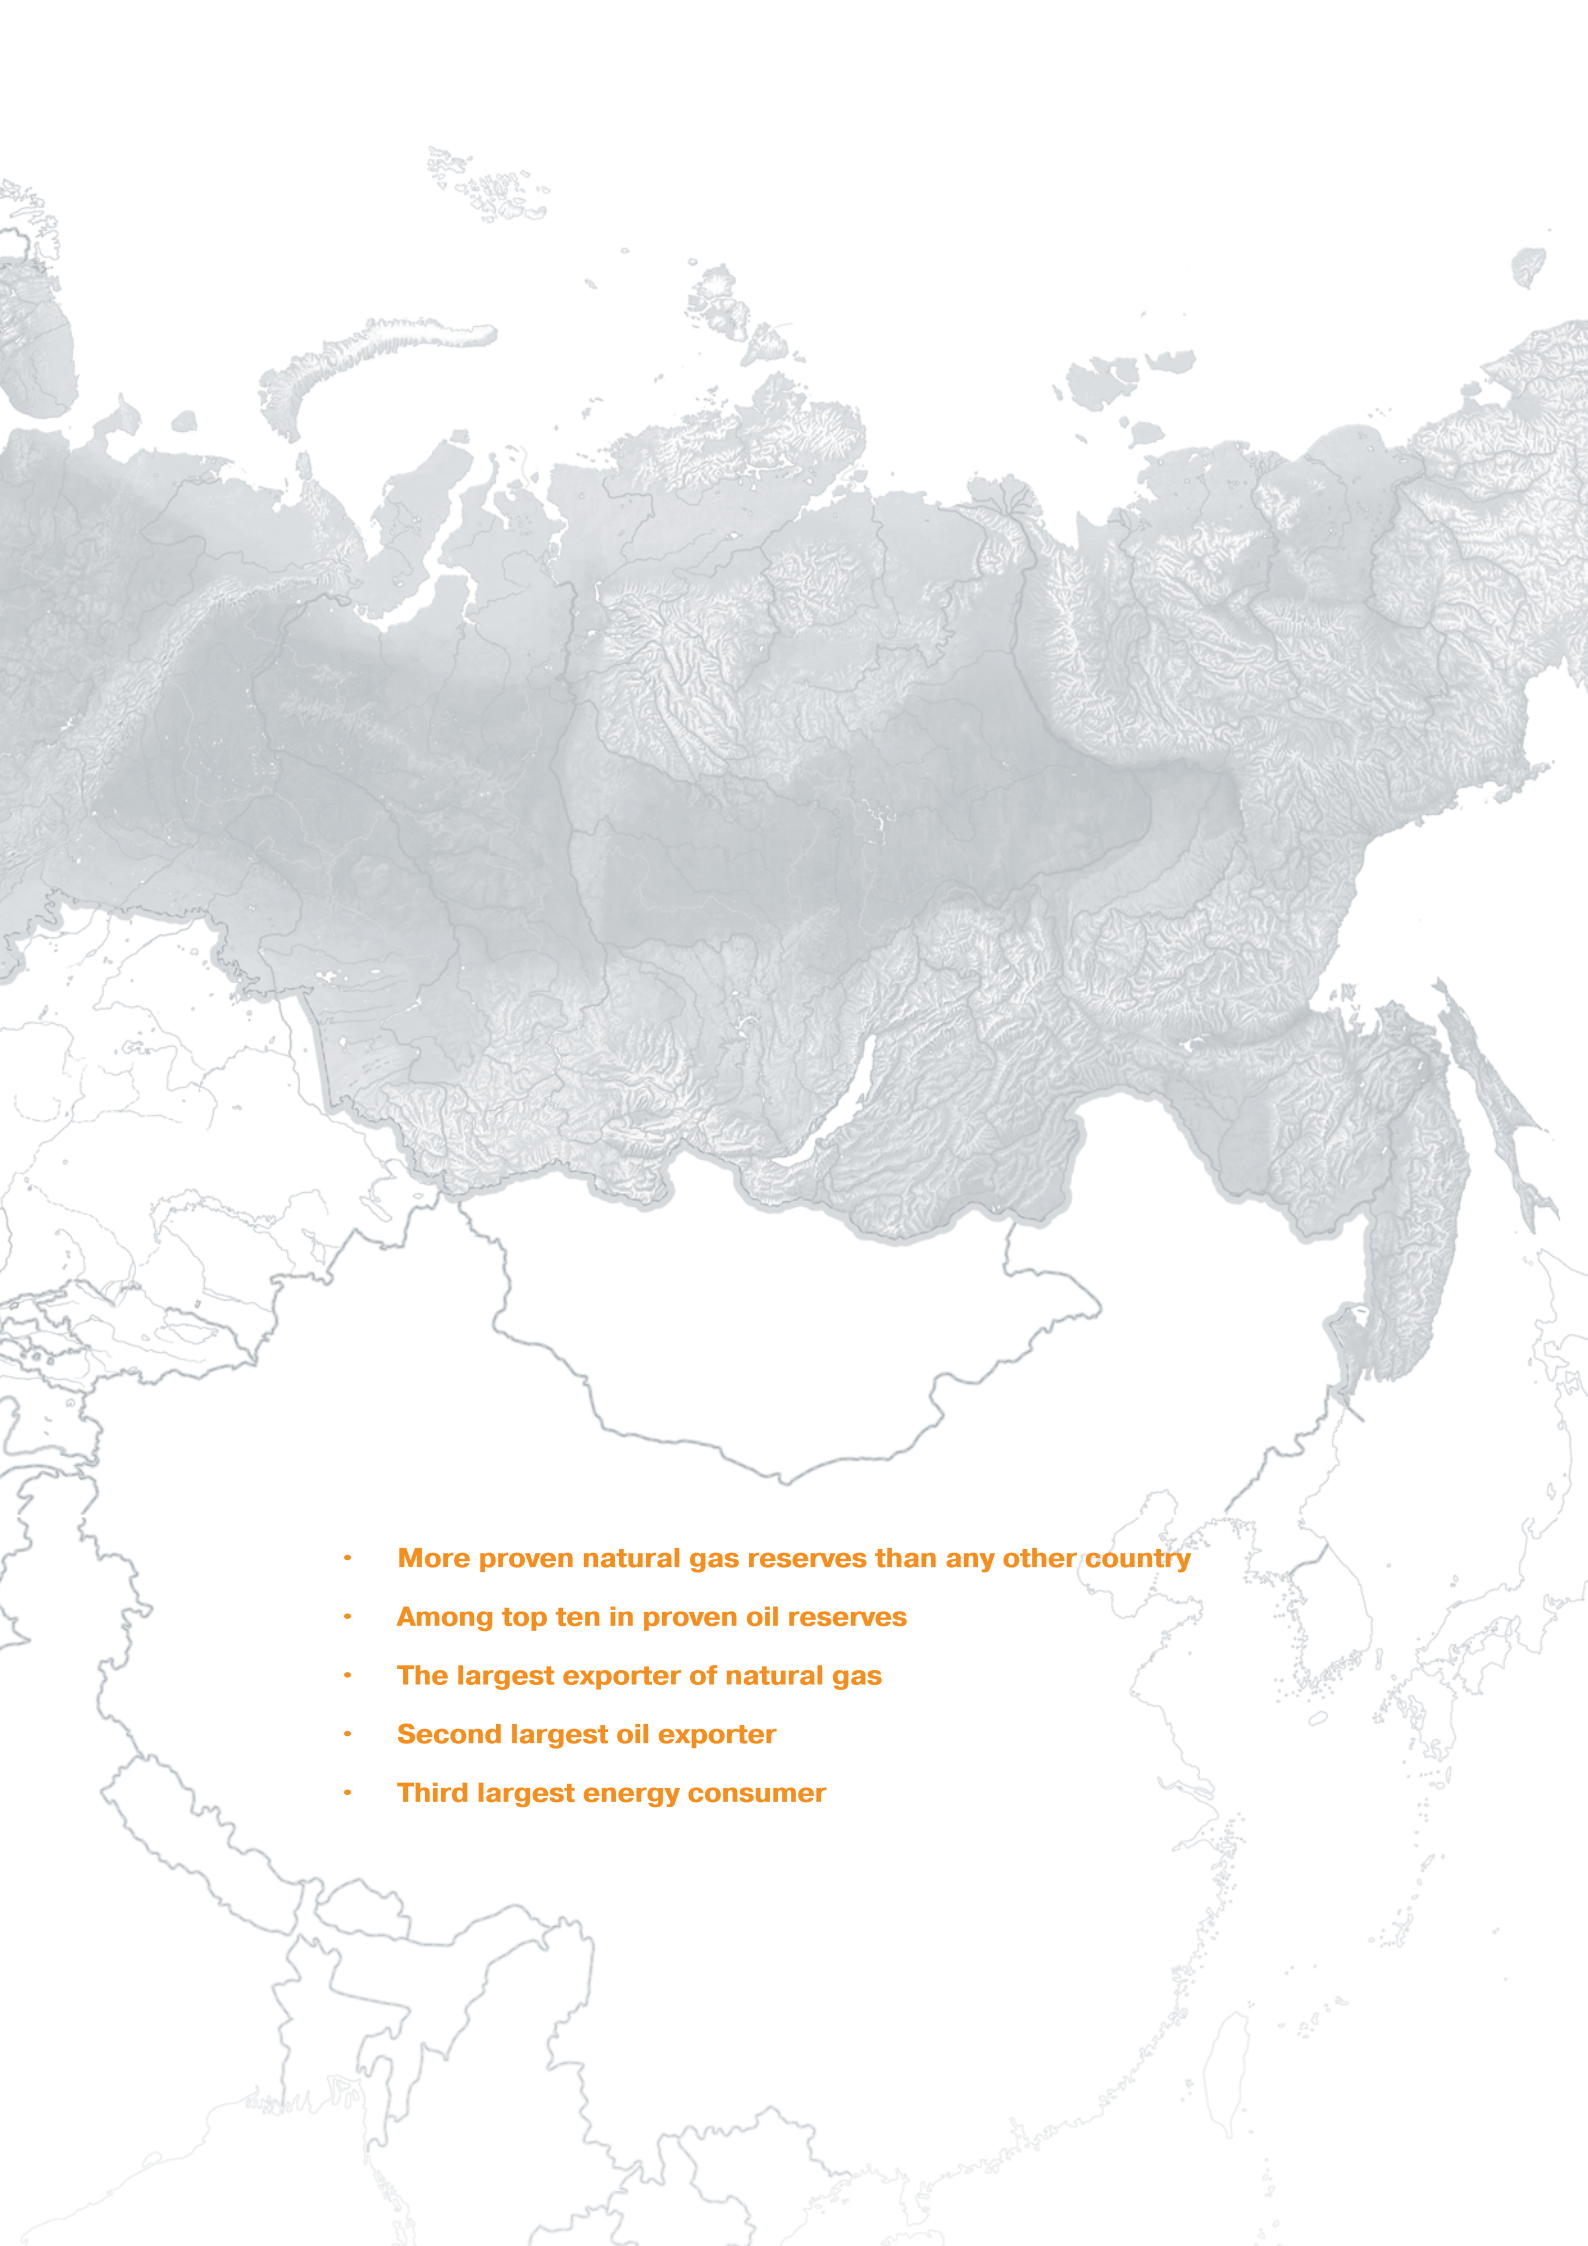 • More proven natural gas reserves than any other country
• Among top ten in proven oil reserves
• The largest exporter of natural gas
• Second largest oil exporter
• Third largest energy consumer